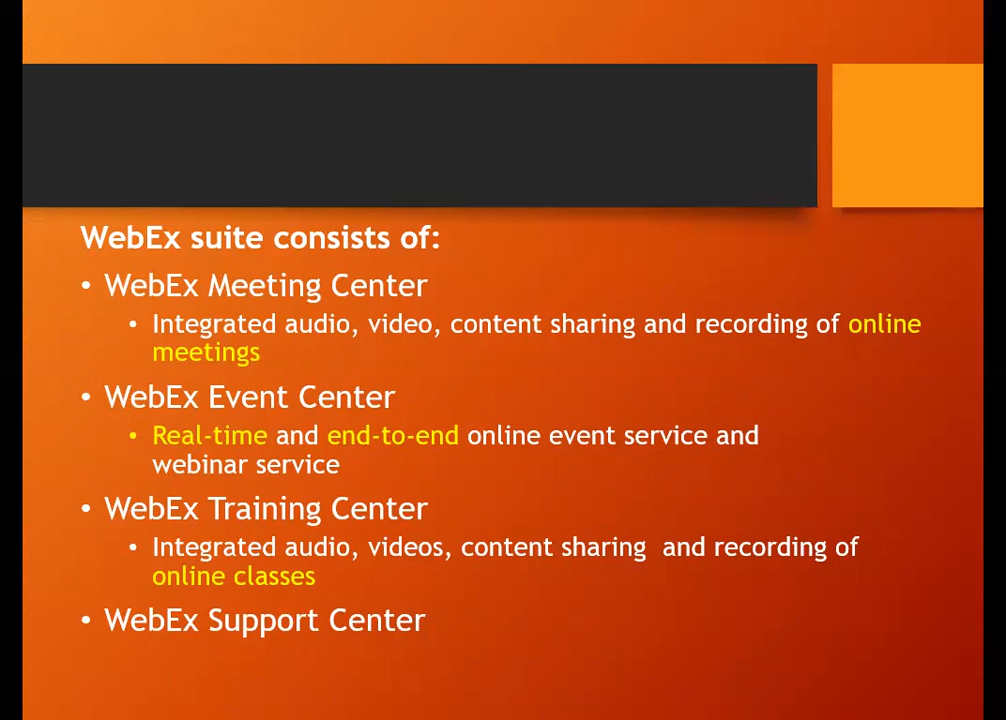 WebEx suite consists of:
• WebEx Meeting Center
• Integrated audio, video, content sharing and recording of online
meetings
• WebEx Event Center
• Real-time and end-to-end online event service and
webinar service
• WebEx Training Center
• Integrated audio, videos, content sharing  and recording of
online classes
• WebEx Support Center